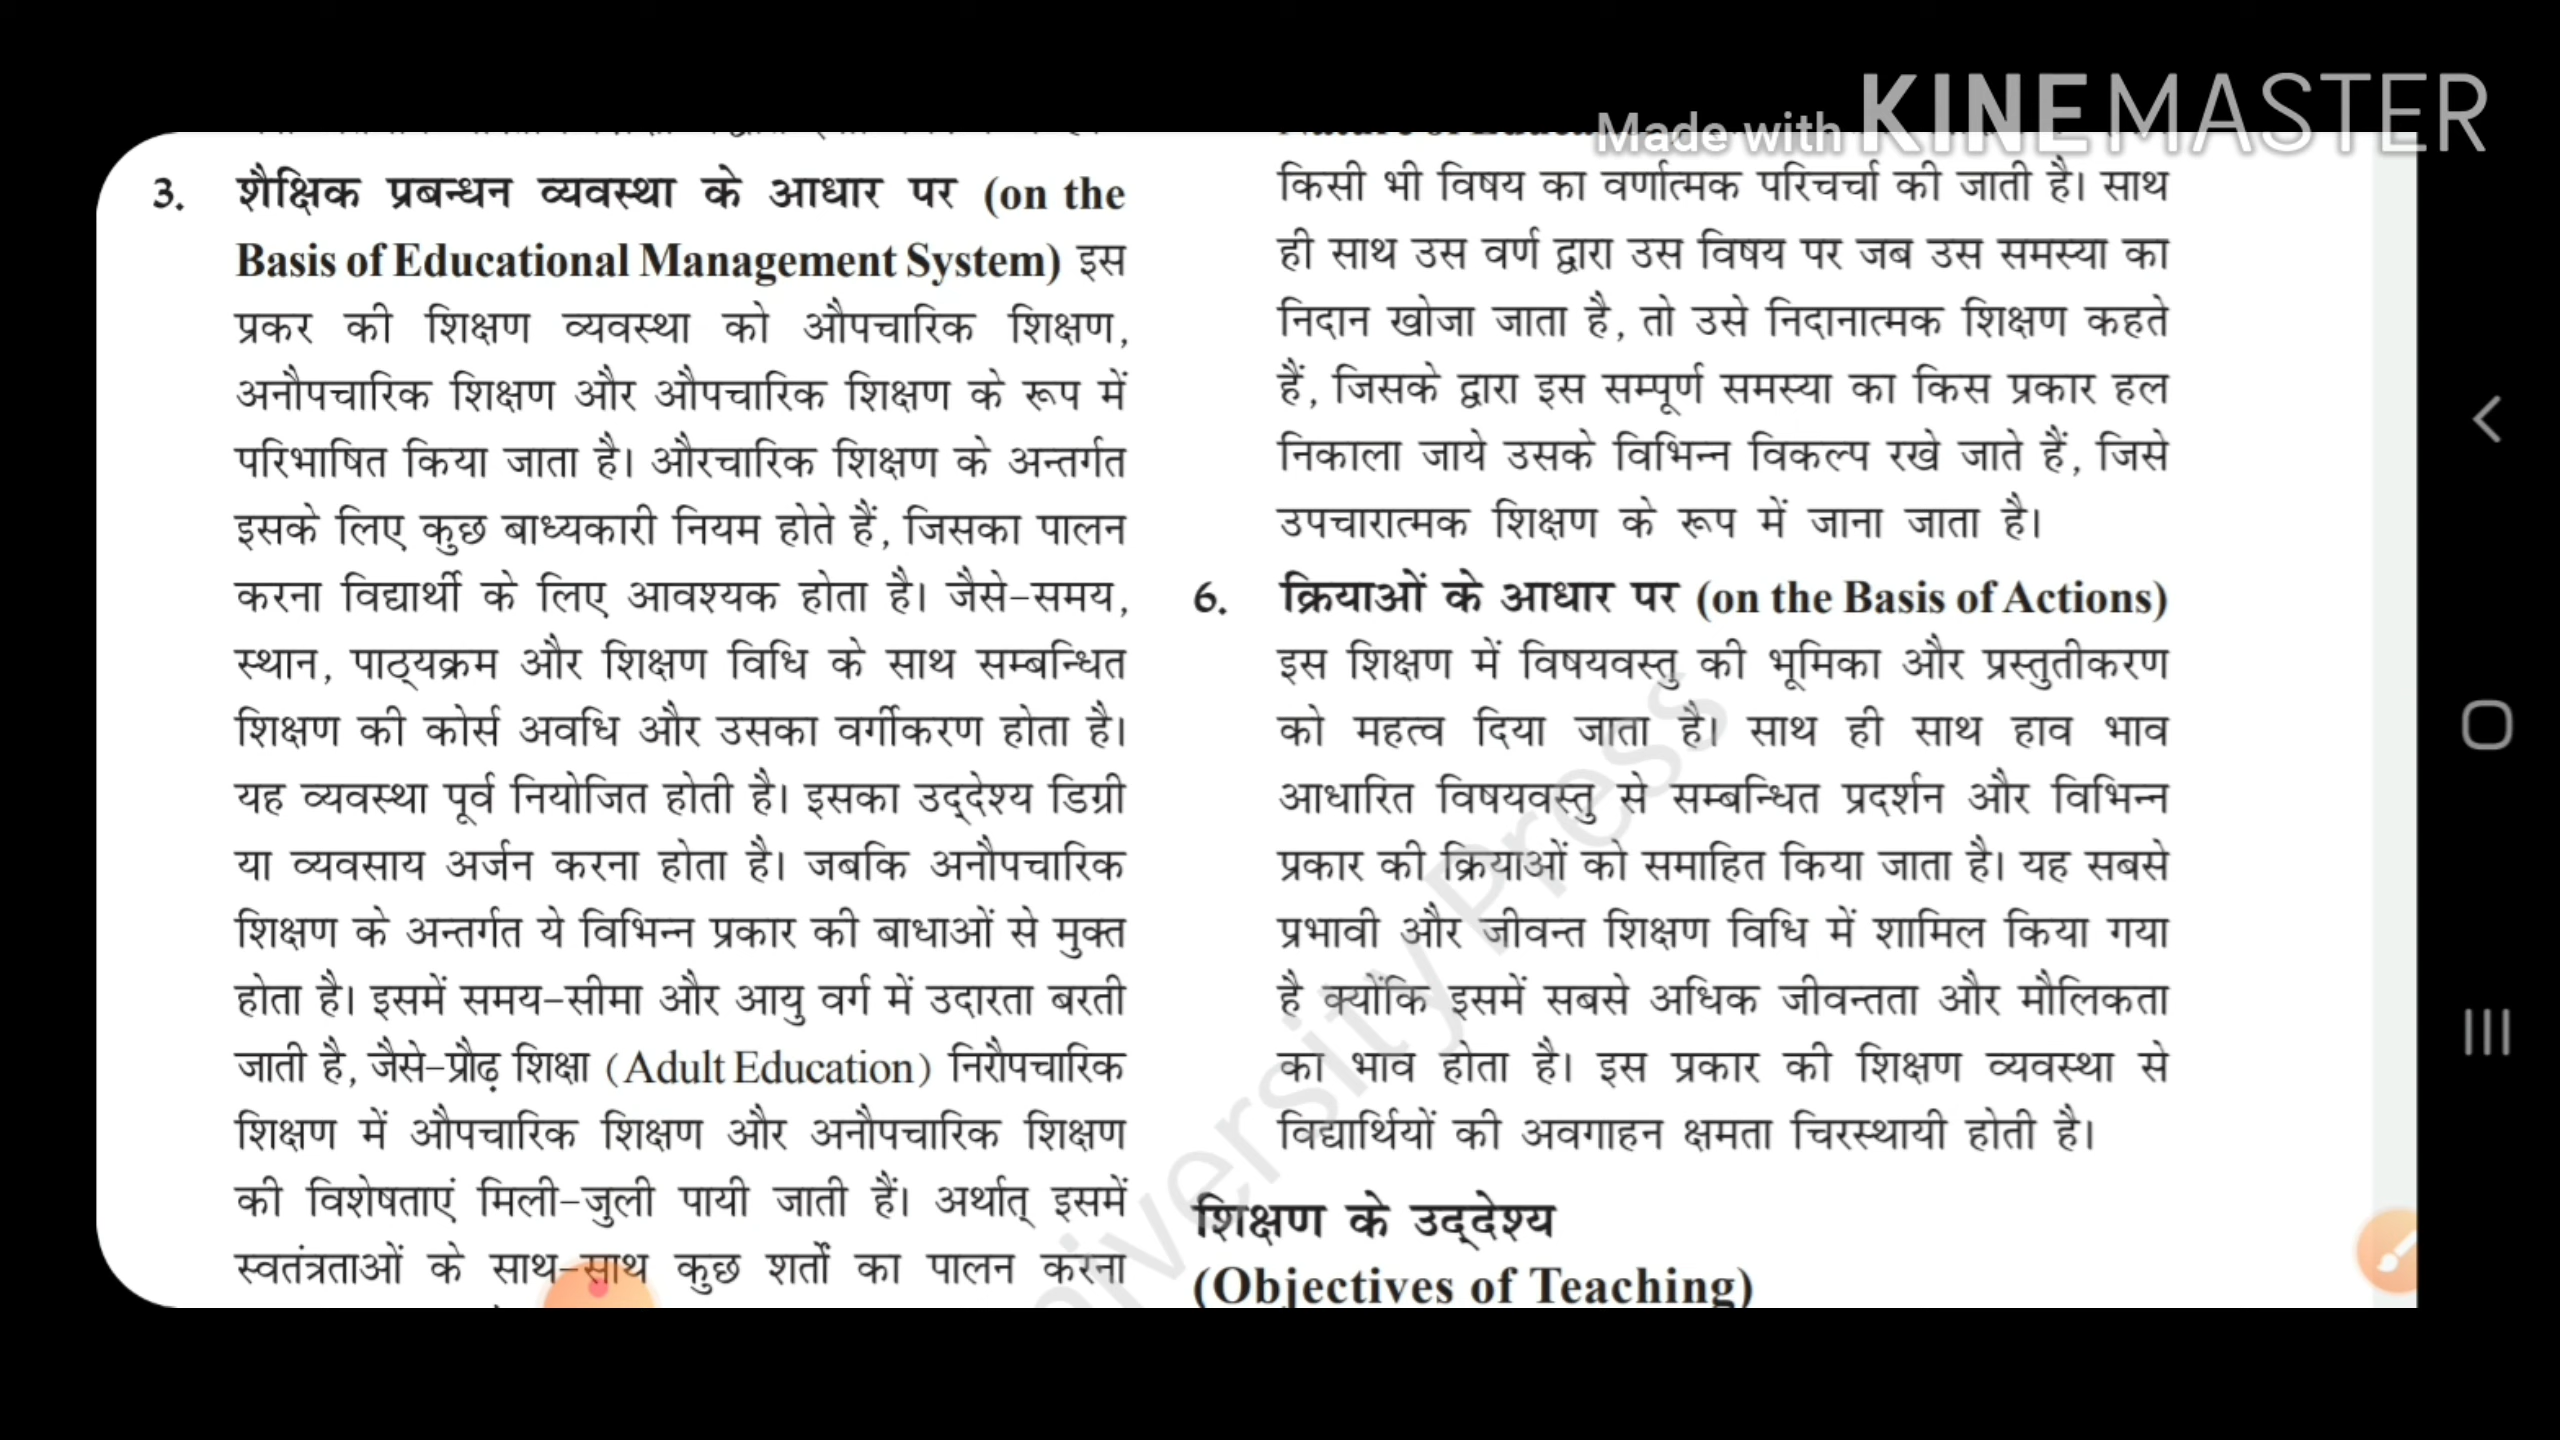 Made with KINEMASTER
3. शैक्षिक प्रबन्धन व्यवस्था के आधार पर (on the
Basis of Educational Management System) इस
प्रकर की शिक्षण व्यवस्था को औपचारिक शिक्षण,
अनौपचारिक शिक्षण और औपचारिक शिक्षण के रूप में
परिभाषित किया जाता है। औरचारिक शिक्षण के अन्तर्गत
इसके लिए कुछ बाध्यकारी नियम होते हैं, जिसका पालन
करना विद्यार्थी के लिए आवश्यक होता है। जैसे-समय,
स्थान, पाठ्यक्रम और शिक्षण विधि के साथ सम्बन्धित
शिक्षण की कोर्स अवधि और उसका वर्गीकरण होता है।
यह व्यवस्था पूर्व नियोजित होती है। इसका उद्देश्य डिग्री
या व्यवसाय अर्जन करना होता है। जबकि अनौपचारिक
शिक्षण के अन्तर्गत ये विभिन्न प्रकार की बाधाओं से मुक्त
होता है। इसमें समय-सीमा और आयु वर्ग में उदारता बरती
जाती है, जैसे-प्रौढ़ शिक्षा (Adult Education) निरौपचारिक
शिक्षण में औपचारिक शिक्षण और अनौपचारिक शिक्षण
की विशेषताएं मिली-जुली पायी जाती हैं। अर्थात् इसमें
स्वतंत्रताओं के साथ-साथ कुछ शर्तों का पालन करना
किसी भी विषय का वर्णात्मक परिचर्चा की जाती है। साथ
ही साथ उस वर्ण द्वारा उस विषय पर जब उस समस्या का
निदान खोजा जाता है, तो उसे निदानात्मक शिक्षण कहते
हैं, जिसके द्वारा इस सम्पूर्ण समस्या का किस प्रकार हल
निकाला जाये उसके विभिन्न विकल्प रखे जाते हैं, जिसे
उपचारात्मक शिक्षण के रूप में जाना जाता है।
6. क्रियाओं के आधार पर (on the Basis of Actions)
इस शिक्षण में विषयवस्तु की भूमिका और प्रस्तुतीकरण
को महत्व दिया जाता है। साथ ही साथ हाव भाव
आधारित विषयवस्तु से सम्बन्धित प्रदर्शन और विभिन्न
प्रकार की क्रियाओं को समाहित किया जाता है। यह सबसे
प्रभावी और जीवन्त शिक्षण विधि में शामिल किया गया
है क्योंकि इसमें सबसे अधिक जीवन्तता और मौलिकता
का भाव होता है। इस प्रकार की शिक्षण व्यवस्था से
विद्यार्थियों की अवगाहन क्षमता चिरस्थायी होती है।
शिक्षण के उद्देश्य
(Objectives of Teaching)
Press